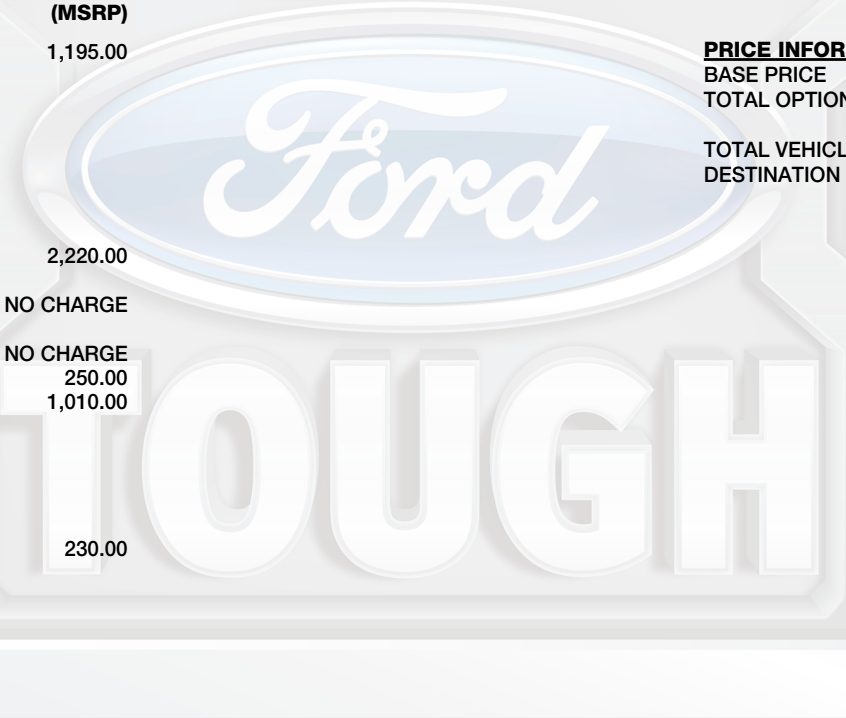 (MSRP)
1,195.00
2,220.00
NO CHARGE
NO CHARGE
250.00
1,010.00
230.00
PRICE INFOR
BASE PRICE
TOTAL OPTION
TOTAL VEHICL
DESTINATION
Ford
TOUGH